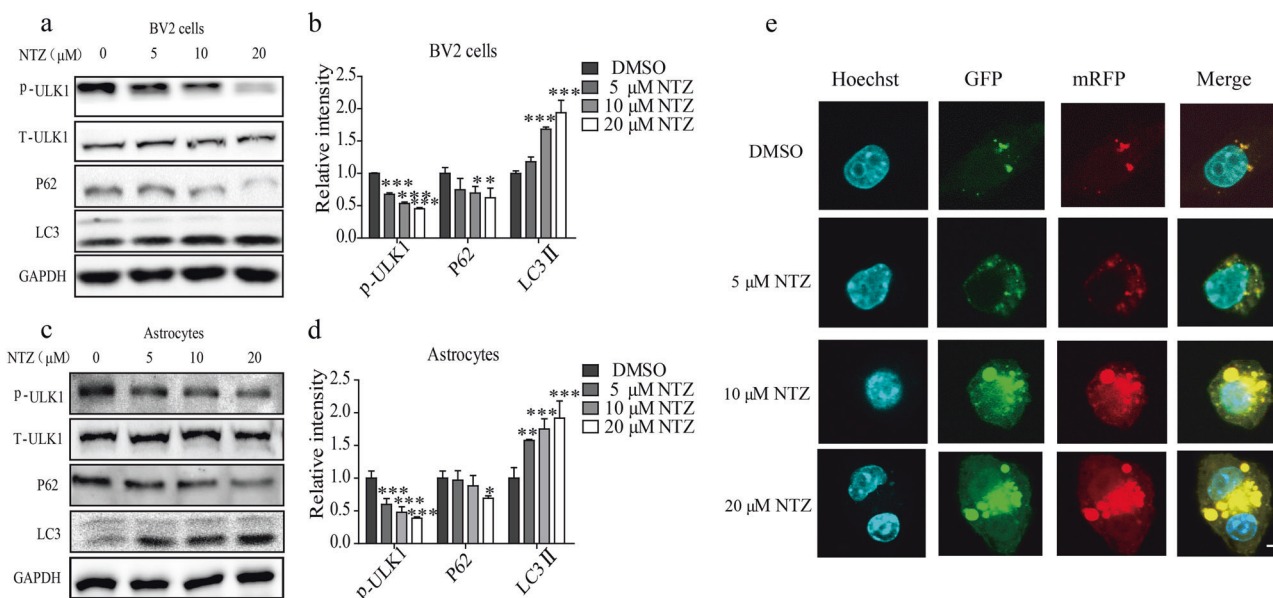 a
BV2 cells
NTZ (μM) 0 5 10 20
p-ULK1
T-ULK1
P62
LC3
GAPDH
b
BV2 cells
DMSO
5 μM NTZ
10 μM NTZ
20 μM NTZ
Relative intensity
2.5
2.0
1.5
1.0
0.5
0.0
***
***
***
**
***
***
p-ULK1
P62
LC3 II
c
Astrocytes
NTZ (μM) 0 5 10 20
p-ULK1
T-ULK1
P62
LC3
GAPDH
d
Astrocytes
DMSO
5 μM NTZ
10 μM NTZ
20 μM NTZ
Relative intensity
2.5
2.0
1.5
1.0
0.5
0.0
***
***
***
*
**
***
***
p-ULK1
P62
LC3 II
e
Hoechst GFP mRFP Merge
DMSO
5 μM NTZ
10 μM NTZ
20 μM NTZ